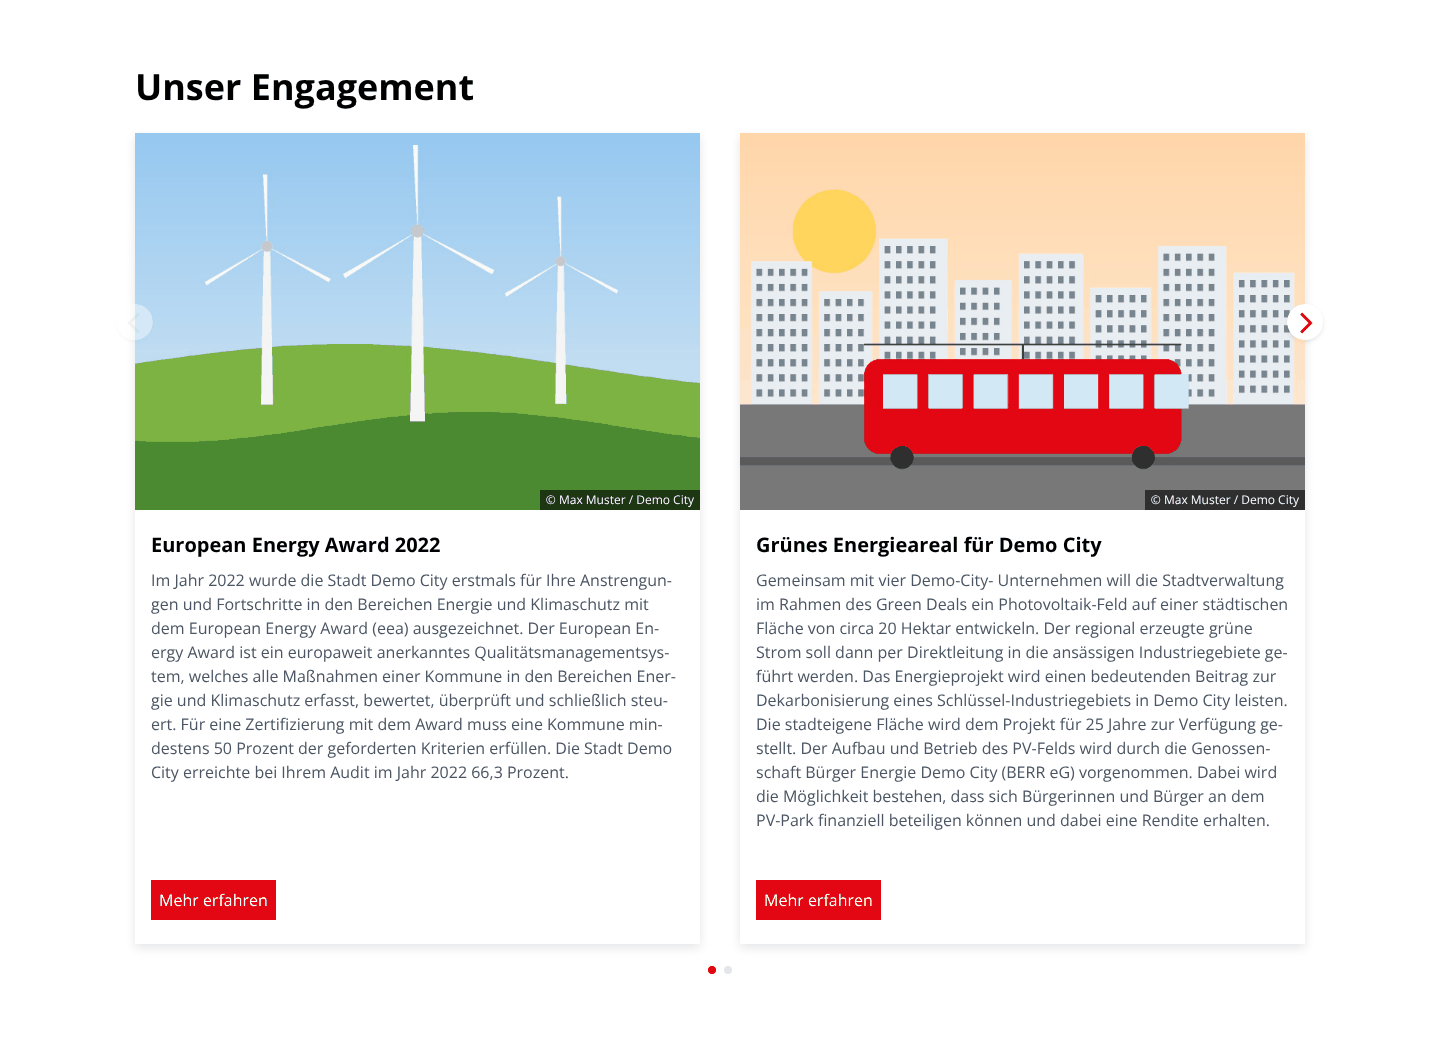 Unser Engagement
© Max Muster / Demo City
European Energy Award 2022
Im Jahr 2022 wurde die Stadt Demo City erstmals für Ihre Anstrengun-
gen und Fortschritte in den Bereichen Energie und Klimaschutz mit
dem European Energy Award (eea) ausgezeichnet. Der European En-
ergy Award ist ein europaweit anerkanntes Qualitätsmanagementsys-
tem, welches alle Maßnahmen einer Kommune in den Bereichen Ener-
gie und Klimaschutz erfasst, bewertet, überprüft und schließlich steu-
ert. Für eine Zertifizierung mit dem Award muss eine Kommune min-
destens 50 Prozent der geforderten Kriterien erfüllen. Die Stadt Demo
City erreichte bei Ihrem Audit im Jahr 2022 66,3 Prozent.
Mehr erfahren
© Max Muster / Demo City
Grünes Energieareal für Demo City
Gemeinsam mit vier Demo-City- Unternehmen will die Stadtverwaltung
im Rahmen des Green Deals ein Photovoltaik-Feld auf einer städtischen
Fläche von circa 20 Hektar entwickeln. Der regional erzeugte grüne
Strom soll dann per Direktleitung in die ansässigen Industriegebiete ge-
führt werden. Das Energieprojekt wird einen bedeutenden Beitrag zur
Dekarbonisierung eines Schlüssel-Industriegebiets in Demo City leisten.
Die stadteigene Fläche wird dem Projekt für 25 Jahre zur Verfügung ge-
stellt. Der Aufbau und Betrieb des PV-Felds wird durch die Genossen-
schaft Bürger Energie Demo City (BERR eG) vorgenommen. Dabei wird
die Möglichkeit bestehen, dass sich Bürgerinnen und Bürger an dem
PV-Park finanziell beteiligen können und dabei eine Rendite erhalten.
Mehr erfahren